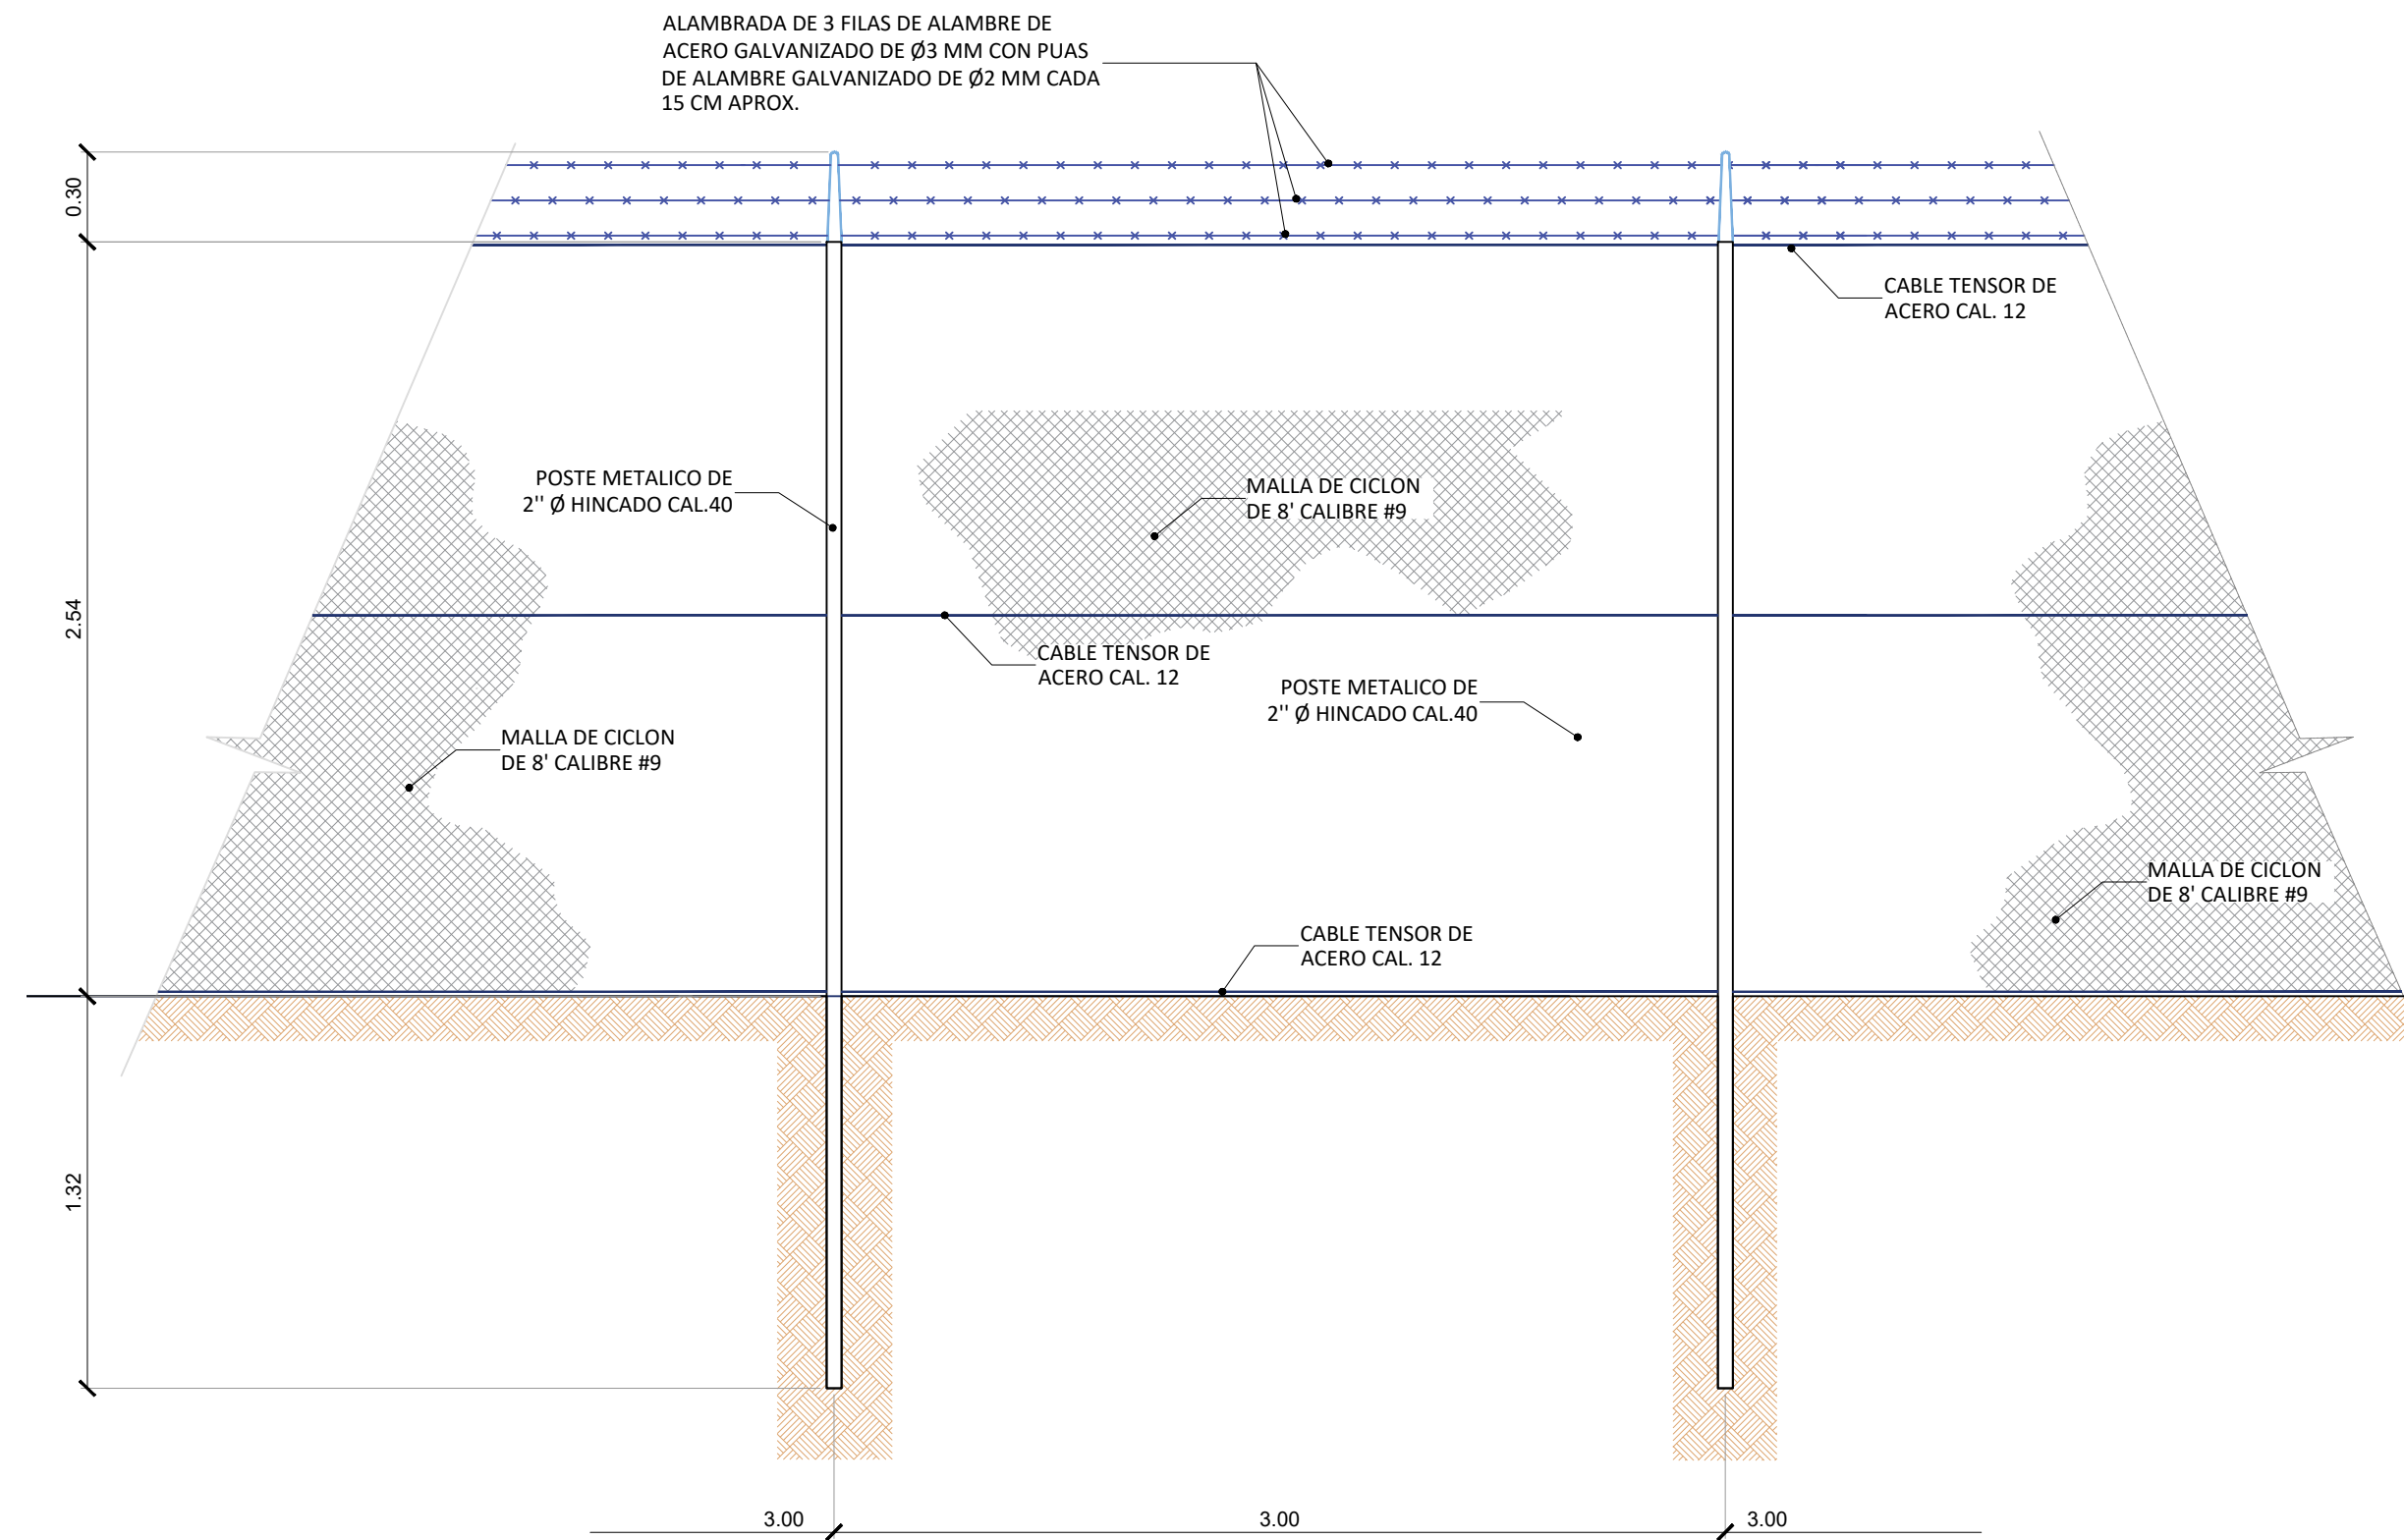 ALAMBRADA DE 3 FILAS DE ALAMBRE DE
ACERO GALVANIZADO DE Ø3 MM CON PUAS
DE ALAMBRE GALVANIZADO DE Ø2 MM CADA
15 CM APROX.
0.30
CABLE TENSOR DE
ACERO CAL. 12
POSTE METALICO DE
2'' Ø HINCADO CAL.40
MALLA DE CICLON
DE 8' CALIBRE #9
2.54
CABLE TENSOR DE
ACERO CAL. 12
POSTE METALICO DE
2'' Ø HINCADO CAL.40
MALLA DE CICLON
DE 8' CALIBRE #9
MALLA DE CICLON
DE 8' CALIBRE #9
CABLE TENSOR DE
ACERO CAL. 12
1.32
3.00
3.00
3.00